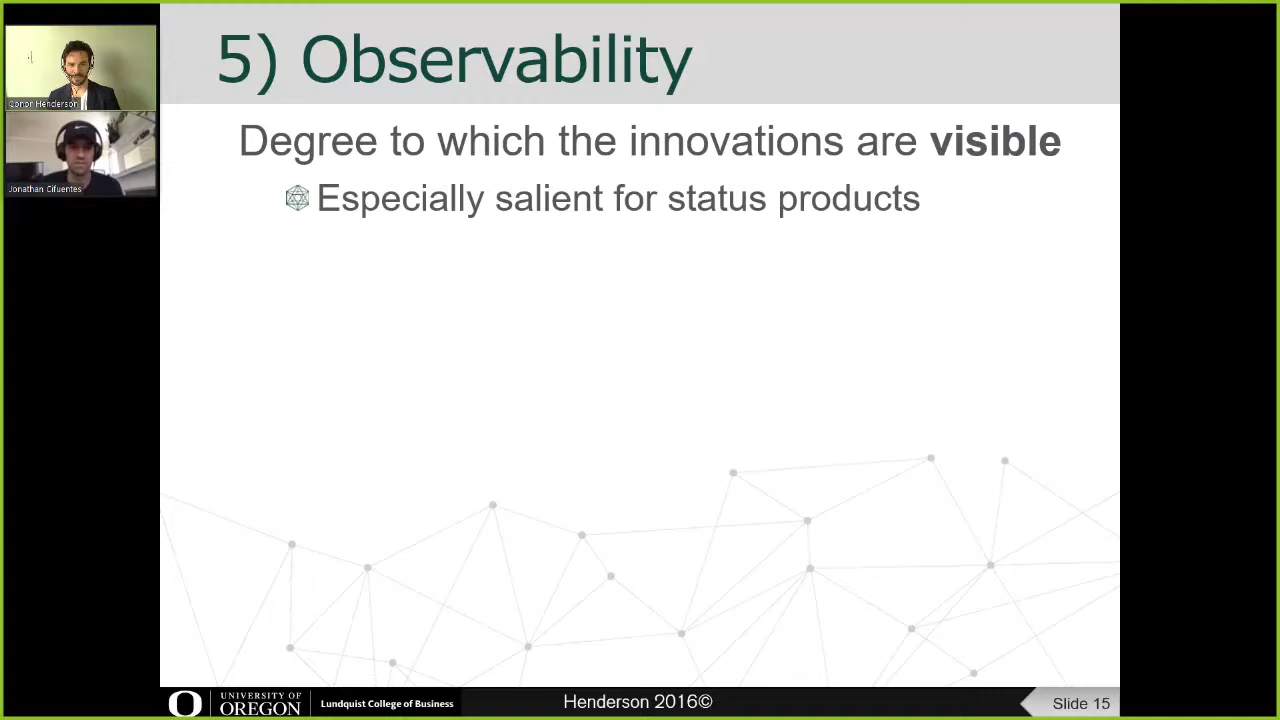 5) Observability
Conor Henderson
Degree to which the innovations are visible
Jonathan Cifuentes
Especially salient for status products
UNIVERSITY OF
OREGON
Lundquist College of Business
Henderson 2016©
Slide 15